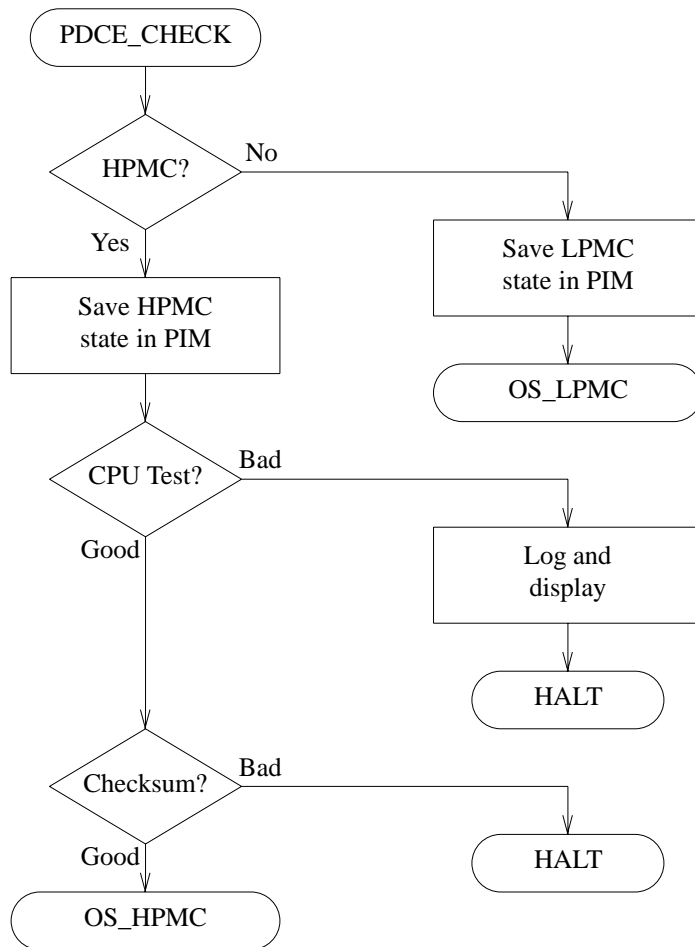 PDCE_CHECK
HPMC?
No
Yes
Save HPMC
state in PIM
Save LPMC
state in PIM
OS_LPMC
CPU Test?
Bad
Good
Log and
display
HALT
Checksum?
Bad
Good
HALT
OS_HPMC